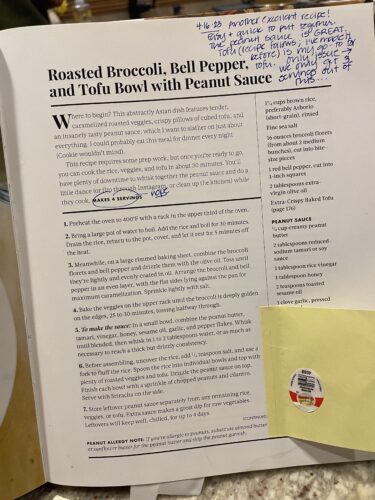 4-16-23 Another excellent recipe!
Easy + quick to put together.
The peanut sauce is GREAT.
Tofu (recipe follows; I've made it
before) is my go-to for
tofu. Only issue -
we only get 3
servings out of
this...
Roasted Broccoli, Bell Pepper,
and Tofu Bowl with Peanut Sauce
Where to begin? This abstractly Asian dish features tender,
caramelized roasted veggies, crispy pillows of cubed tofu, and
an insanely tasty peanut sauce, which I want to slather on just about
everything. I could probably eat this meal for dinner every night
(Cookie wouldn't mind).
This recipe requires some prep work, but once you're ready to go,
you can cook the rice, veggies, and tofu in about 30 minutes. You'll
have plenty of downtime to whisk together the peanut sauce and do a
little dance (or flip through Instagram, or clean up the kitchen) while
they cook.
MAKES 4 SERVINGS
1. Preheat the oven to 400°F with a rack in the upper third of the oven.
2. Bring a large pot of water to boil. Add the rice and boil for 30 minutes.
Drain the rice, return to the pot, cover, and let it rest for 5 minutes off
the heat.
3. Meanwhile, on a large rimmed baking sheet, combine the broccoli
florets and bell pepper and drizzle them with the olive oil. Toss until
they're lightly and evenly coated in oil. Arrange the broccoli and bell
pepper in an even layer, with the flat sides lying against the pan for
maximum caramelization. Sprinkle lightly with salt.
4. Bake the veggies on the upper rack until the broccoli is deeply golden
on the edges, 25 to 30 minutes, tossing halfway through.
5. To make the sauce: In a small bowl, combine the peanut butter,
tamari, vinegar, honey, sesame oil, garlic, and pepper flakes. Whisk
until blended, then whisk in 1 to 2 tablespoons water, or as much as
necessary to reach a thick but drizzly consistency.
6. Before assembling, uncover the rice, add ¼ teaspoon salt, and use a
fork to fluff the rice. Spoon the rice into individual bowls and top with
plenty of roasted veggies and tofu. Drizzle the peanut sauce on top.
Finish each bowl with a sprinkle of chopped peanuts and cilantro.
Serve with Sriracha on the side.
7. Store leftover peanut sauce separately from any remaining rice,
veggies, or tofu. Extra sauce makes a great dip for raw vegetables.
Leftovers will keep well, chilled, for up to 4 days.
PEANUT ALLERGY NOTE: If you're allergic to peanuts, substitute almond butter
or sunflower butter for the peanut butter and skip the peanut garnish.
1¼ cups brown rice,
preferably Arborio
(short-grain), rinsed
Fine sea salt
16 ounces broccoli florets
(from about 2 medium
bunches), cut into bite-
size pieces
1 red bell pepper, cut into
1-inch squares
2 tablespoons extra-
virgin olive oil
Extra-Crispy Baked Tofu
(page 176)
PEANUT SAUCE
creamy peanut
butter
2 tablespoons reduced-
sodium tamari or soy
sauce
1 tablespoon rice vinegar
1 tablespoon honey
2 teaspoons toasted
sesame oil
1 clove garlic, pressed